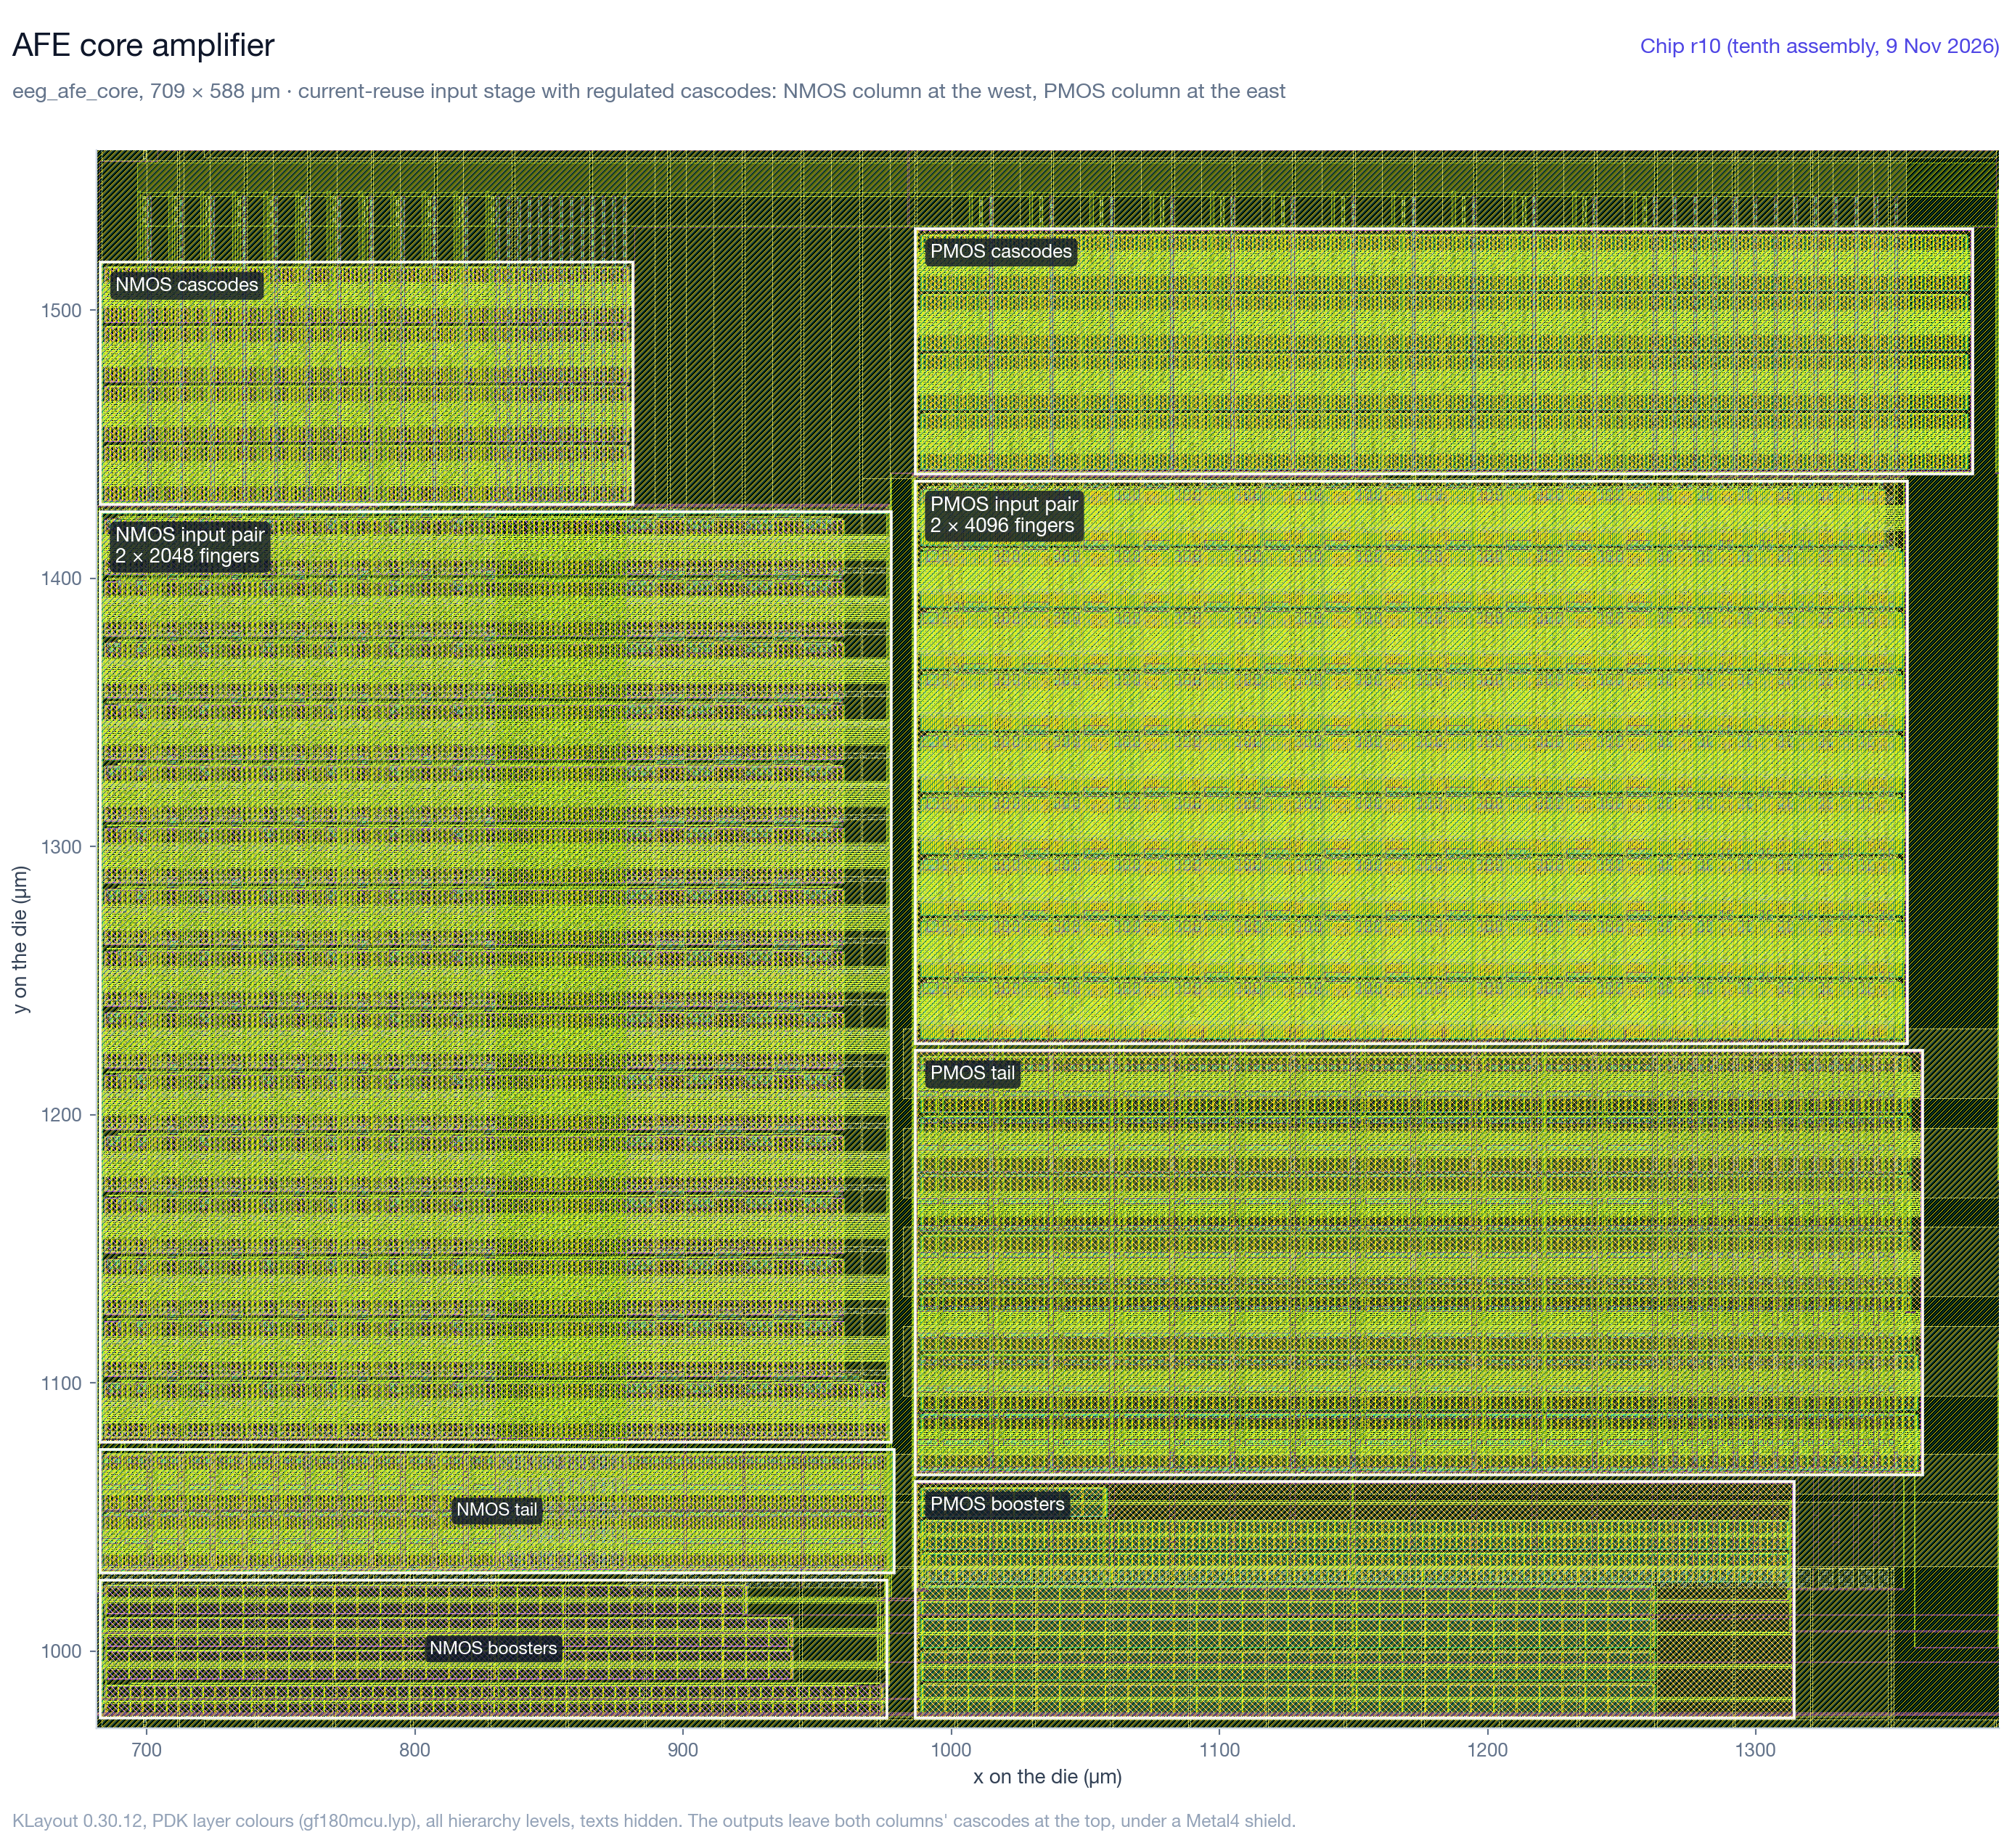 AFE core amplifier
Chip r10 (tenth assembly, 9 Nov 2026)
eeg_afe_core, 709 × 588 µm · current-reuse input stage with regulated cascodes: NMOS column at the west, PMOS column at the east
PMOS cascodes
NMOS cascodes
1500
PMOS input pair
2 × 4096 fingers
NMOS input pair
2 × 2048 fingers
1400
1300
y on the die (µm)
1200
PMOS tail
1100
NMOS tail
PMOS boosters
1000
NMOS boosters
700
800
900
1000
1100
1200
1300
x on the die (µm)
KLayout 0.30.12, PDK layer colours (gf180mcu.lyp), all hierarchy levels, texts hidden. The outputs leave both columns' cascodes at the top, under a Metal4 shield.